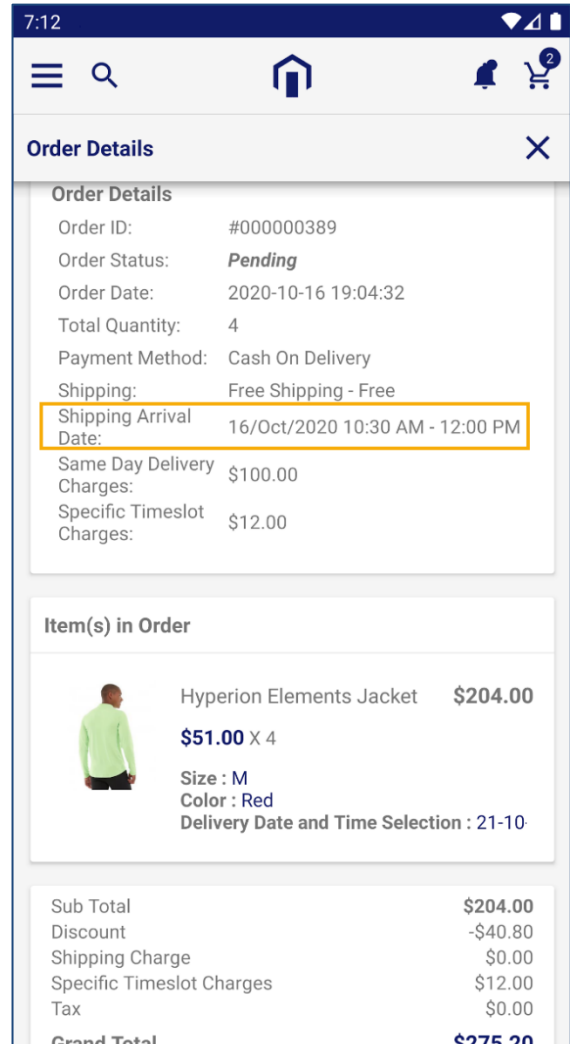 7:12
2
Order Details
Order Details
Order ID: #000000389
Order Status: Pending
Order Date: 2020-10-16 19:04:32
Total Quantity: 4
Payment Method: Cash On Delivery
Shipping: Free Shipping - Free
Shipping Arrival
Date: 16/Oct/2020 10:30 AM - 12:00 PM
Same Day Delivery
Charges: $100.00
Specific Timeslot
Charges: $12.00
Item(s) in Order
Hyperion Elements Jacket $204.00
$51.00 X 4
Size : M
Color : Red
Delivery Date and Time Selection : 21-10-
Sub Total $204.00
Discount -$40.80
Shipping Charge $0.00
Specific Timeslot Charges $12.00
Tax $0.00
Grand Total $275.20